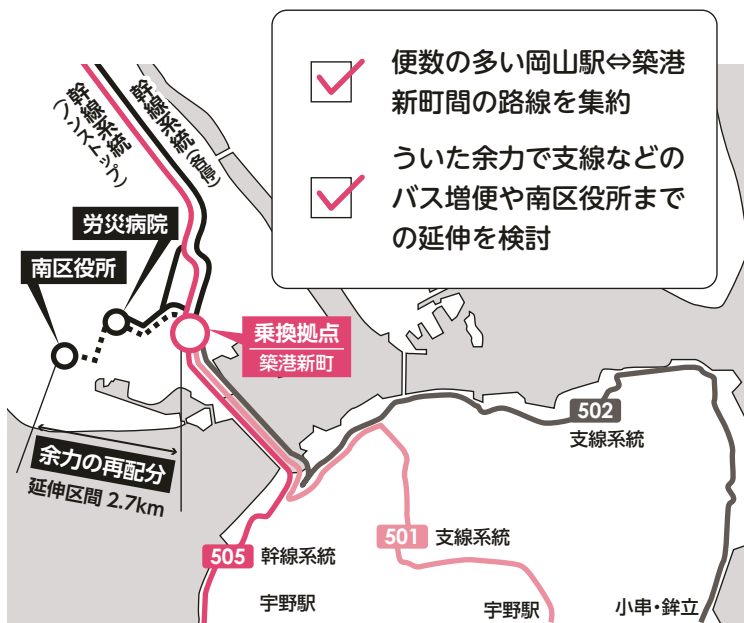 便数の多い岡山駅⇔築港
新町間の路線を集約
ういた余力で支線などの
バス増便や南区役所まで
の延伸を検討
幹線系統
(ノンストップ)
幹線系統(各停)
労災病院
南区役所
乗換拠点
築港新町
余力の再配分
延伸区間 2.7km
502
支線系統
501 支線系統
505 幹線系統
宇野駅
宇野駅
小串・鉾立